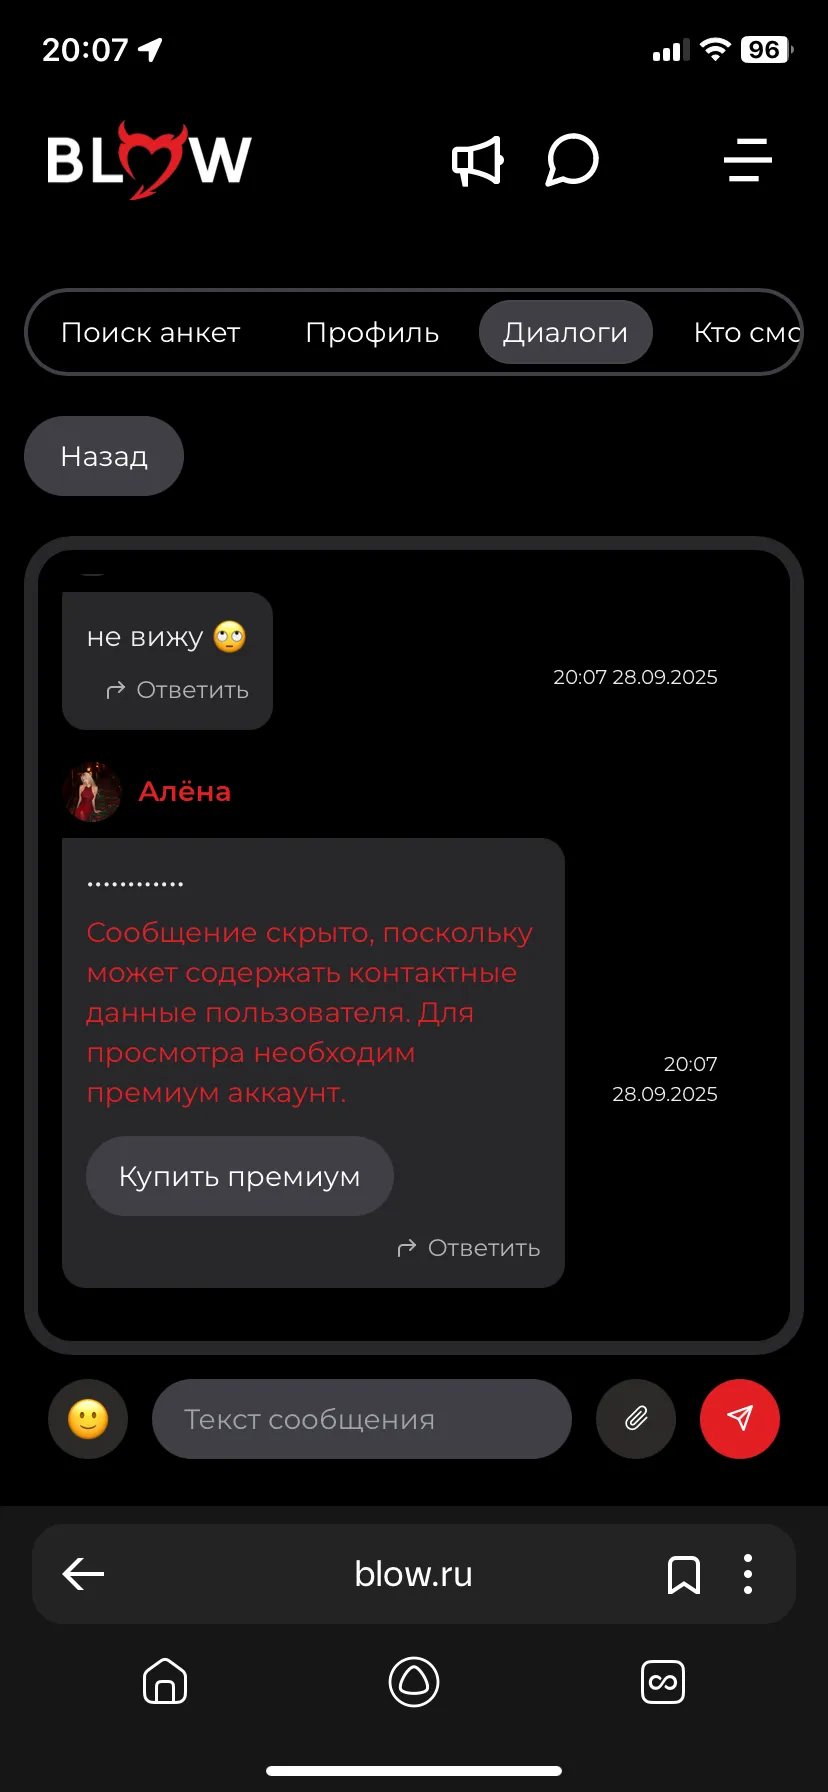 20:07
96
BLOW
Поиск анкет
Профиль
Диалоги
Кто смо
Назад
не вижу 🙄
Ответить
20:07 28.09.2025
Алёна
............
Сообщение скрыто, поскольку
может содержать контактные
данные пользователя. Для
просмотра необходим
премиум аккаунт.
20:07
28.09.2025
Купить премиум
Ответить
Текст сообщения
blow.ru